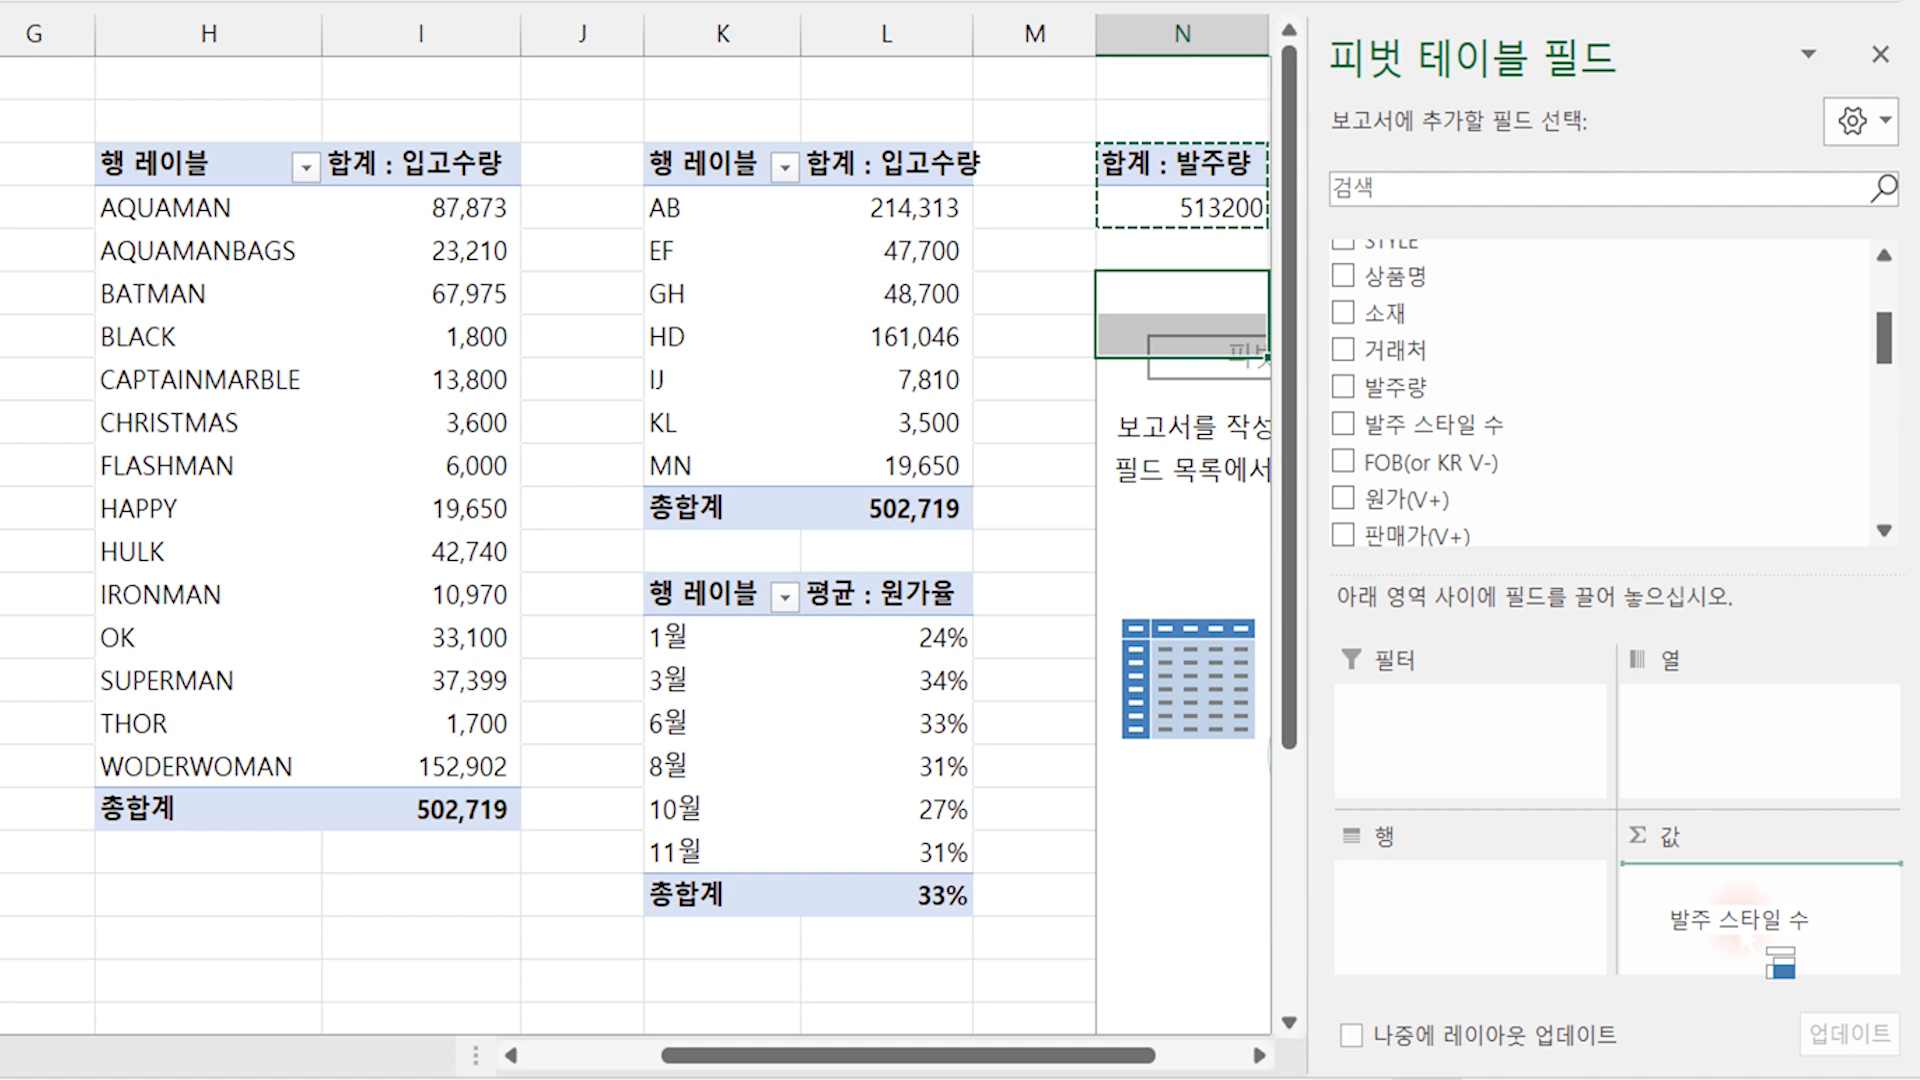 G H I J K L M N
행 레이블 합계 : 입고수량
AQUAMAN 87,873
AQUAMANBAGS 23,210
BATMAN 67,975
BLACK 1,800
CAPTAINMARBLE 13,800
CHRISTMAS 3,600
FLASHMAN 6,000
HAPPY 19,650
HULK 42,740
IRONMAN 10,970
OK 33,100
SUPERMAN 37,399
THOR 1,700
WODERWOMAN 152,902
총합계 502,719
행 레이블 합계 : 입고수량
AB 214,313
EF 47,700
GH 48,700
HD 161,046
IJ 7,810
KL 3,500
MN 19,650
총합계 502,719
행 레이블 평균 : 원가율
1월 24%
3월 34%
6월 33%
8월 31%
10월 27%
11월 31%
총합계 33%
합계 : 발주량
513200
보고서를 작성
필드 목록에서
피벗 테이블 필드
보고서에 추가할 필드 선택:
검색
STYLE
상품명
소재
거래처
발주량
발주 스타일 수
FOB(or KR V-)
원가(V+)
판매가(V+)
아래 영역 사이에 필드를 끌어 놓으십시오.
필터
열
행
Σ 값
발주 스타일 수
나중에 레이아웃 업데이트
업데이트